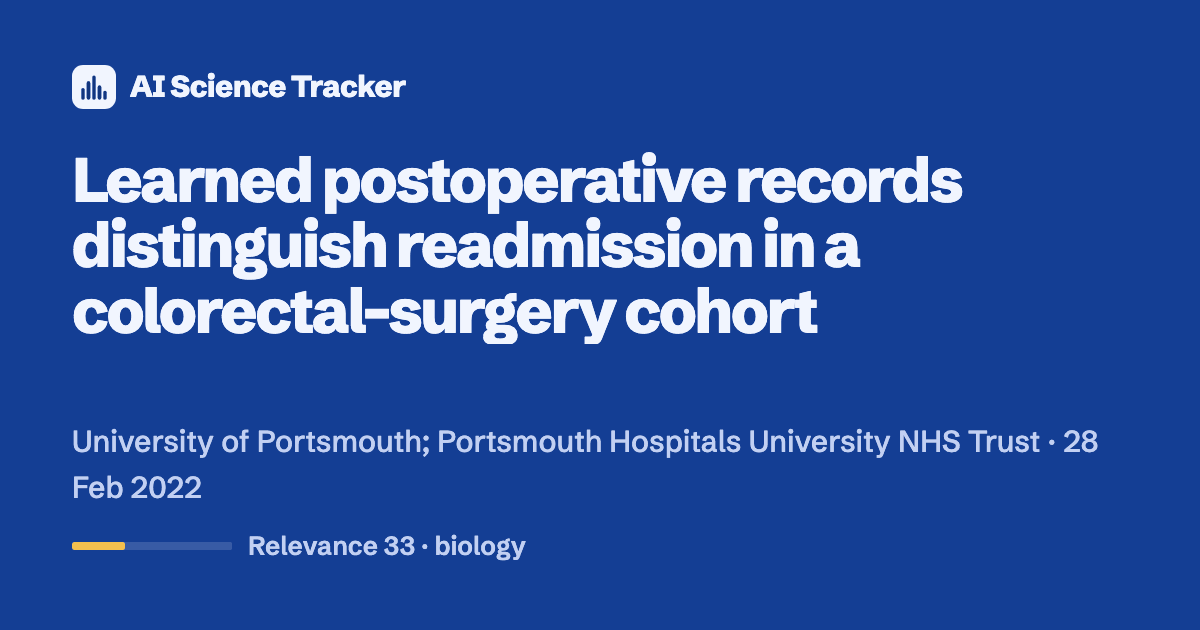 AI Science Tracker
Learned postoperative records
distinguish readmission in a
colorectal-surgery cohort
University of Portsmouth; Portsmouth Hospitals University NHS Trust · 28
Feb 2022
Relevance 33 · biology